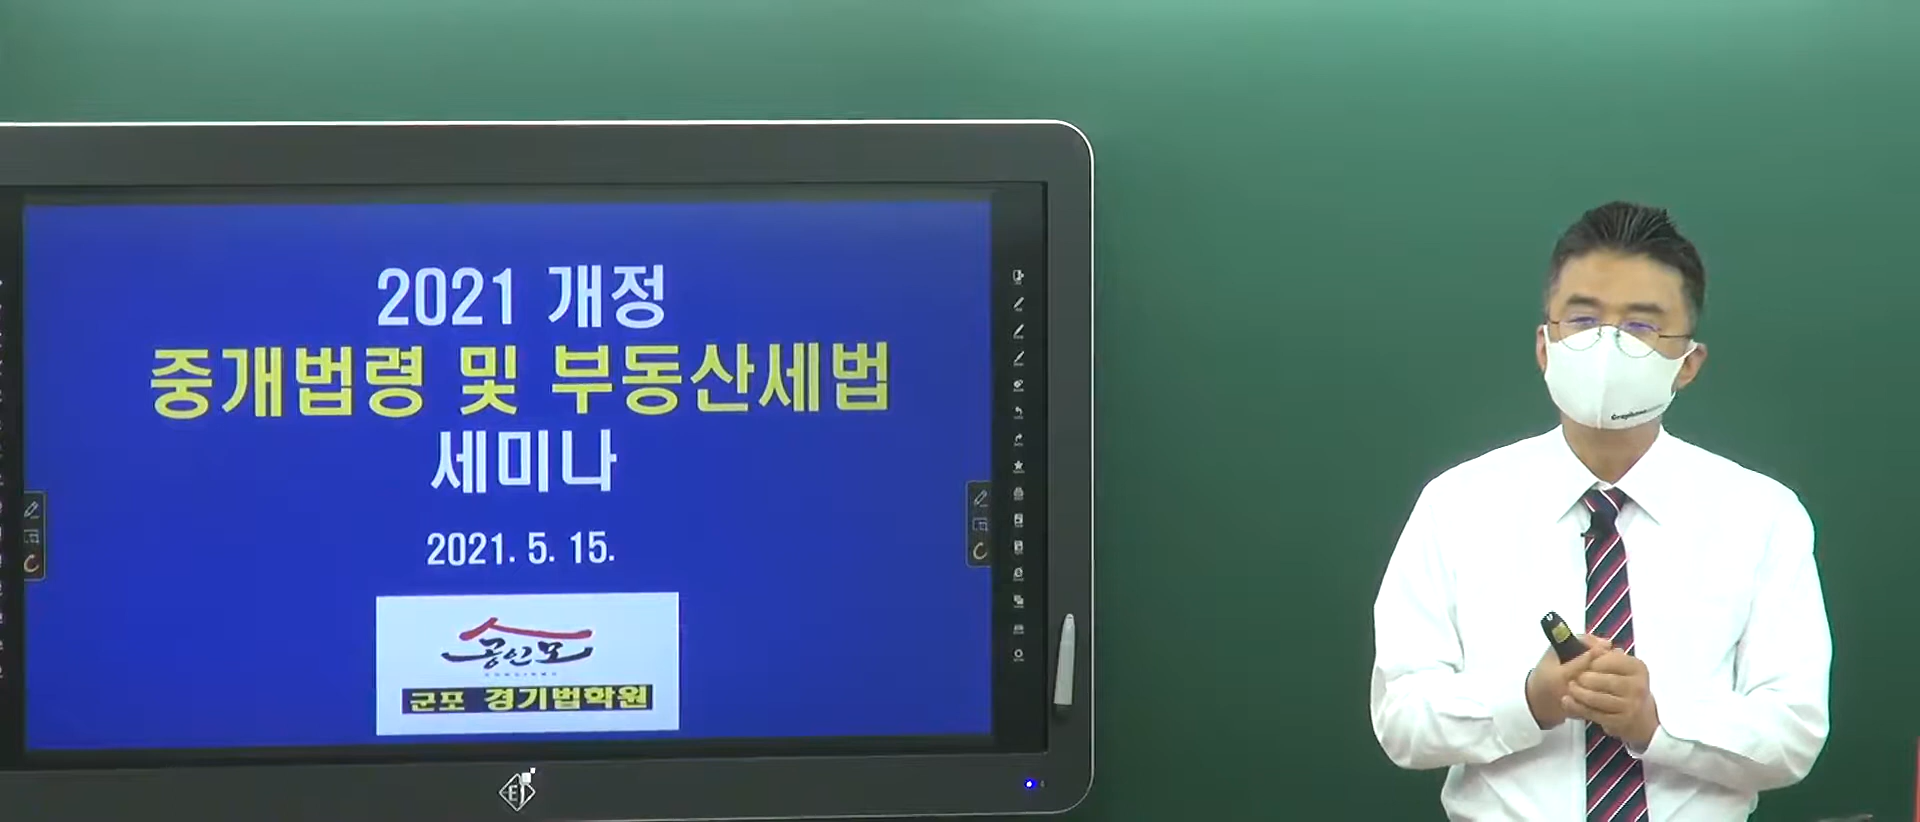 2021 개정
중개법령 및 부동산세법
세미나
2021. 5. 15.
공인모
군포 경기법학원